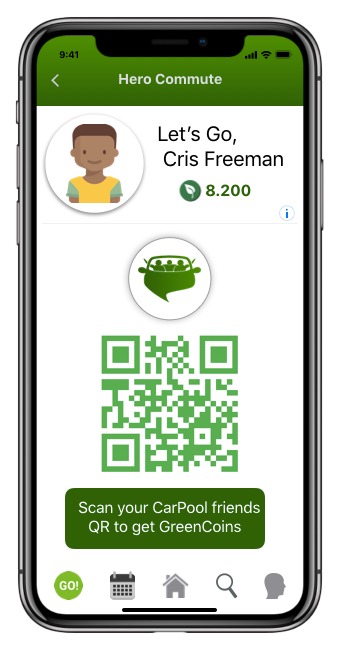 9:41
Hero Commute
Let's Go,
Cris Freeman
8.200
i
Scan your CarPool friends
QR to get GreenCoins
GO!